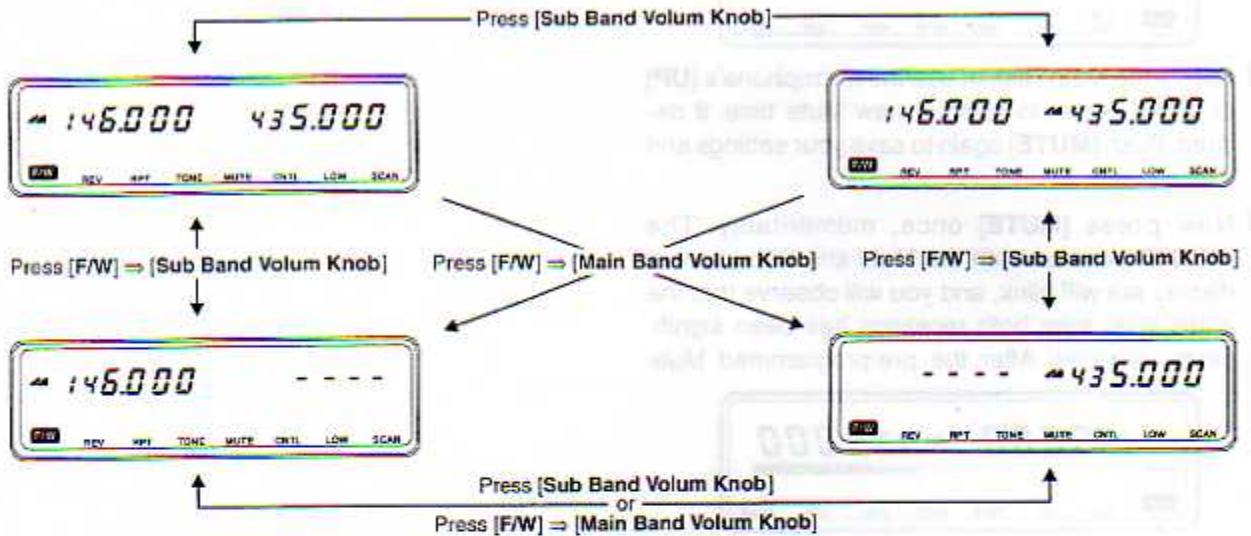 Press [Sub Band Volum Knob]
146.000 435.000
F/W REV RPT TONE MUTE CNTL LOW SCAN
146.000 435.000
F/W REV RPT TONE MUTE CNTL LOW SCAN
Press [F/W] ⇒ [Sub Band Volum Knob]
Press [F/W] ⇒ [Main Band Volum Knob]
Press [F/W] ⇒ [Sub Band Volum Knob]
146.000 - - - -
F/W REV RPT TONE MUTE CNTL LOW SCAN
- - - - 435.000
F/W REV RPT TONE MUTE CNTL LOW SCAN
Press [Sub Band Volum Knob]
or
Press [F/W] ⇒ [Main Band Volum Knob]